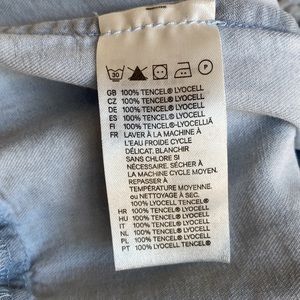 30
P
GB 100% TENCEL® LYOCELL
CZ 100% TENCEL® LYOCELL
DE 100% TENCEL® LYOCELL
ES 100% TENCEL® LYOCELL
FI 100% TENCEL®-LYOCELLIÄ
FR LAVER À LA MACHINE À
L'EAU FROIDE CYCLE
DÉLICAT. BLANCHIR
SANS CHLORE SI
NÉCESSAIRE. SÉCHER À
LA MACHINE CYCLE MOYEN.
REPASSER À
TEMPÉRATURE MOYENNE.
ou NETTOYAGE À SEC.
100% LYOCELL TENCEL®
HR 100% TENCEL® LYOCELL
HU 100% TENCEL® LYOCELL
IT 100% TENCEL® LYOCELL
NL 100% TENCEL® LYOCELL
PL 100% TENCEL® LYOCELL
PT 100% LYOCELL TENCEL®